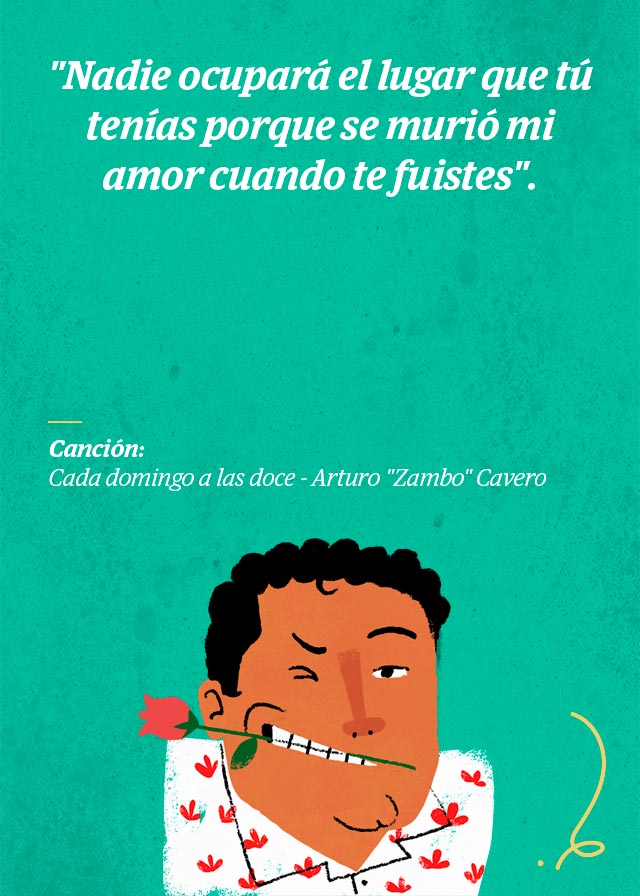 "Nadie ocupará el lugar que tú
tenías porque se murió mi
amor cuando te fuistes".
Canción:
Cada domingo a las doce - Arturo "Zambo" Cavero